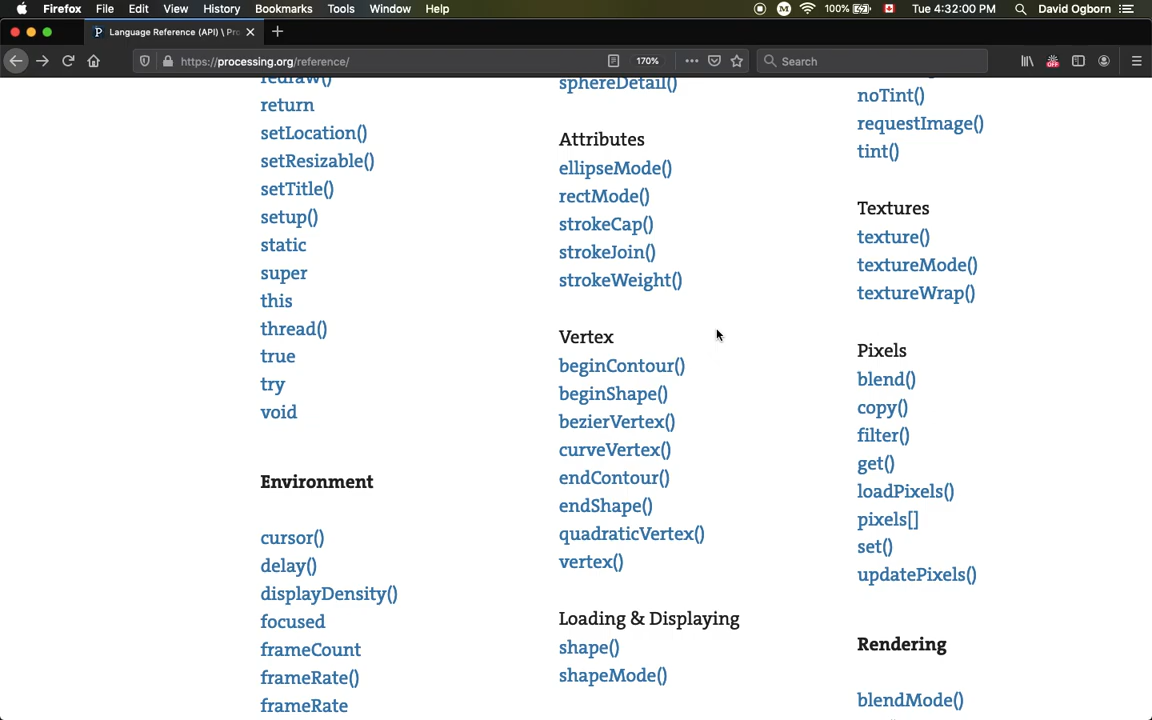 Firefox File Edit View History Bookmarks Tools Window Help 100% Tue 4:32:00 PM David Ogborn
Language Reference (API) \ Pro
https://processing.org/reference/ 170% Search
redraw()
return
setLocation()
setResizable()
setTitle()
setup()
static
super
this
thread()
true
try
void
Environment
cursor()
delay()
displayDensity()
focused
frameCount
frameRate()
frameRate
sphereDetail()
Attributes
ellipseMode()
rectMode()
strokeCap()
strokeJoin()
strokeWeight()
Vertex
beginContour()
beginShape()
bezierVertex()
curveVertex()
endContour()
endShape()
quadraticVertex()
vertex()
Loading & Displaying
shape()
shapeMode()
noTint()
requestImage()
tint()
Textures
texture()
textureMode()
textureWrap()
Pixels
blend()
copy()
filter()
get()
loadPixels()
pixels[]
set()
updatePixels()
Rendering
blendMode()